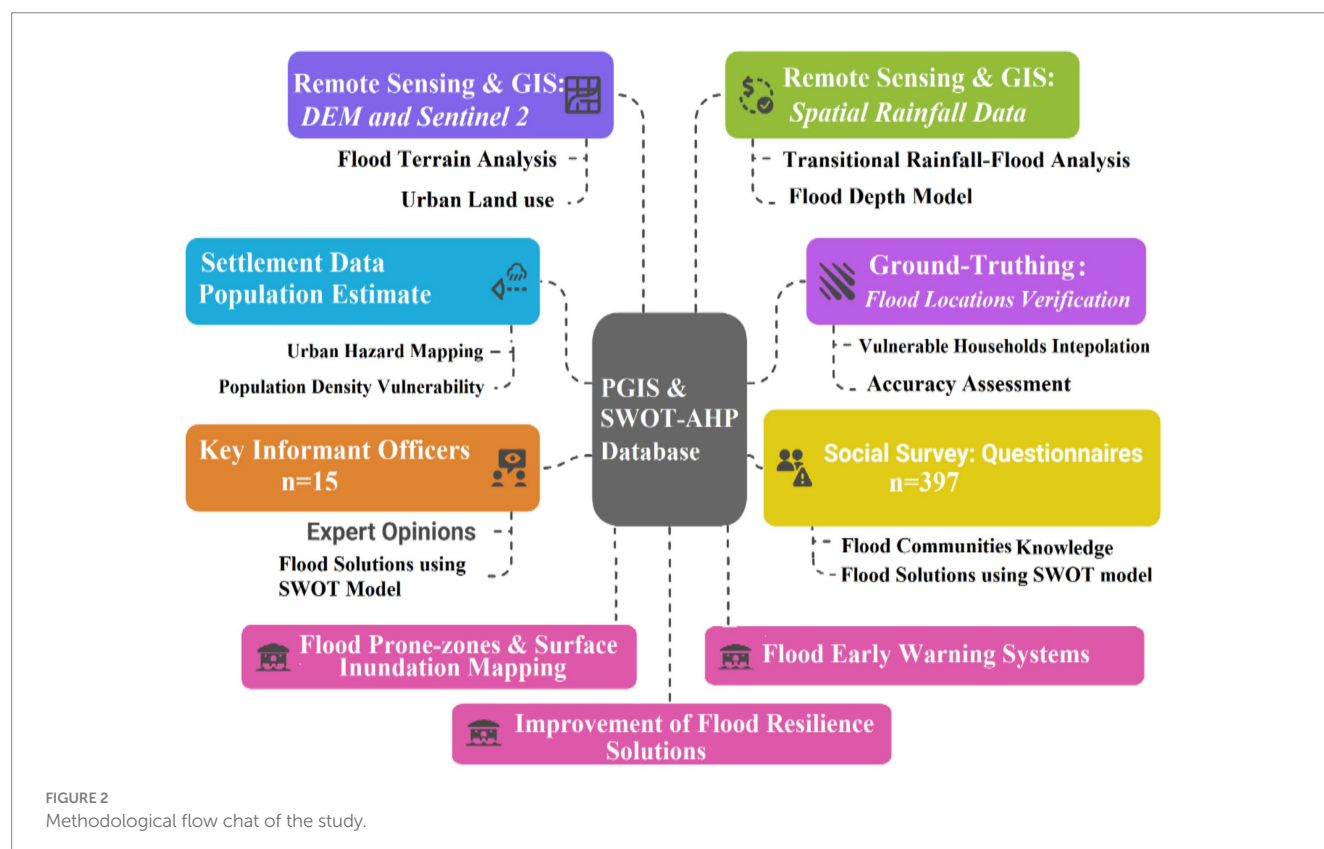 Remote Sensing & GIS:
DEM and Sentinel 2
Flood Terrain Analysis
Urban Land use
Remote Sensing & GIS:
Spatial Rainfall Data
Transitional Rainfall-Flood Analysis
Flood Depth Model
Settlement Data
Population Estimate
Urban Hazard Mapping
Population Density Vulnerability
Ground-Truthing:
Flood Locations Verification
Vulnerable Households Intepolation
Accuracy Assessment
PGIS &
SWOT-AHP
Database
Key Informant Officers
n=15
Expert Opinions
Flood Solutions using
SWOT Model
Social Survey: Questionnaires
n=397
Flood Communities Knowledge
Flood Solutions using SWOT model
Flood Prone-zones & Surface
Inundation Mapping
Flood Early Warning Systems
Improvement of Flood Resilience
Solutions
FIGURE 2
Methodological flow chat of the study.